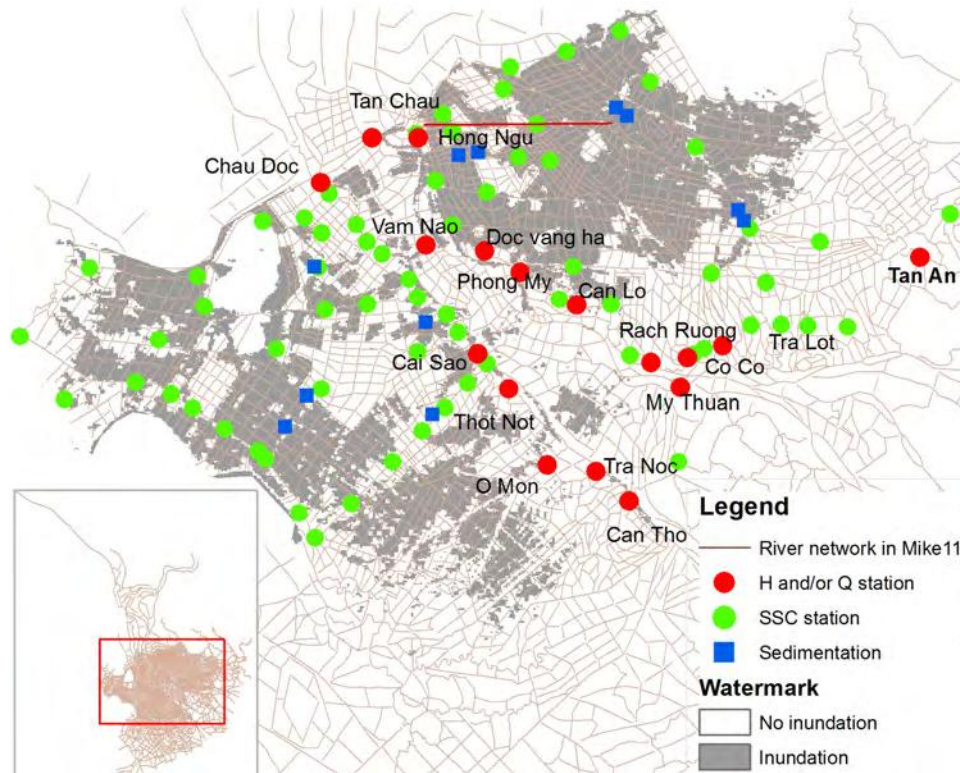 Tan Chau
Hong Ngu
Chau Doc
Vam Nao
Doc vang ha
Phong My
Can Lo
Tan An
Rach Ruong
Tra Lot
Cai Sao
Co Co
My Thuan
Thot Not
Tra Noc
O Mon
Can Tho
Legend
River network in Mike11
H and/or Q station
SSC station
Sedimentation
Watermark
No inundation
Inundation